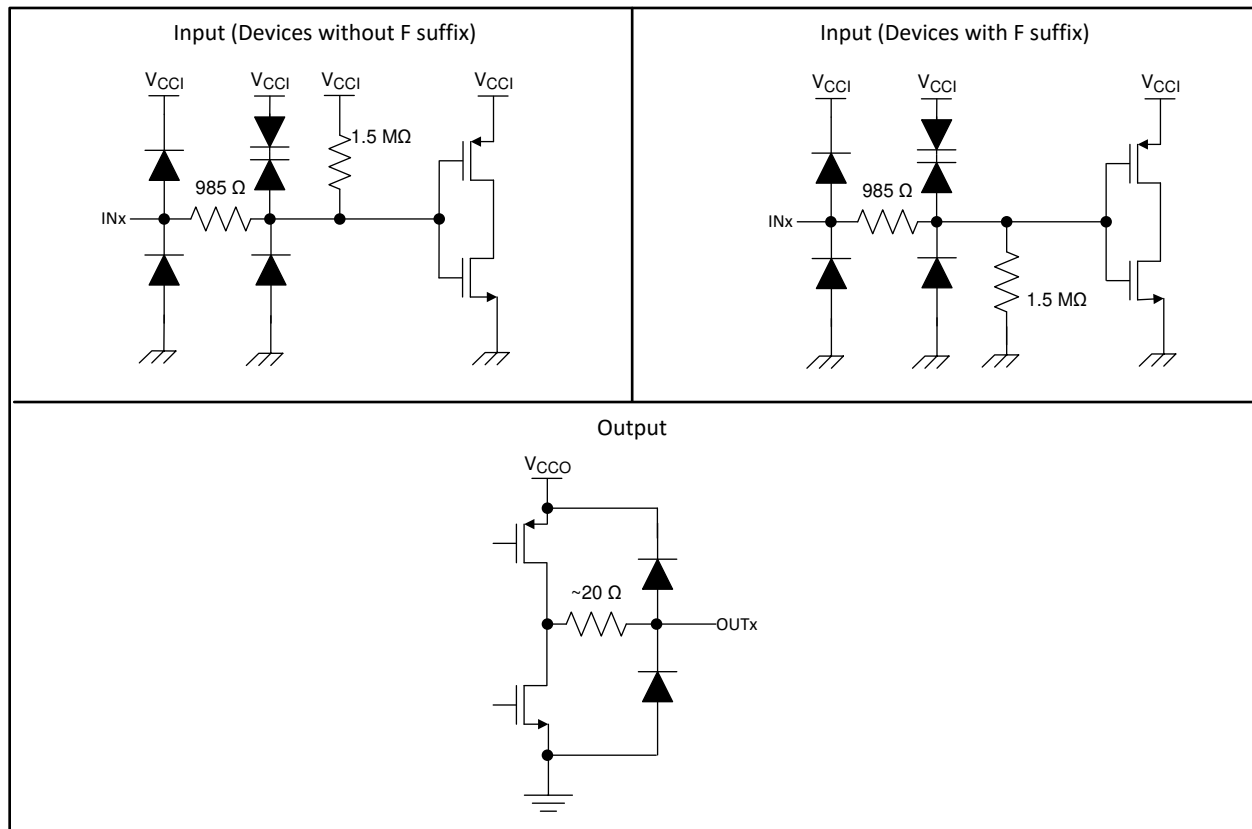 Input (Devices without F suffix)
VCCI VCCI VCCI VCCI
1.5 MΩ
985 Ω
INx
Input (Devices with F suffix)
VCCI VCCI VCCI
985 Ω
INx
1.5 MΩ
Output
VCCO
~20 Ω
OUTx